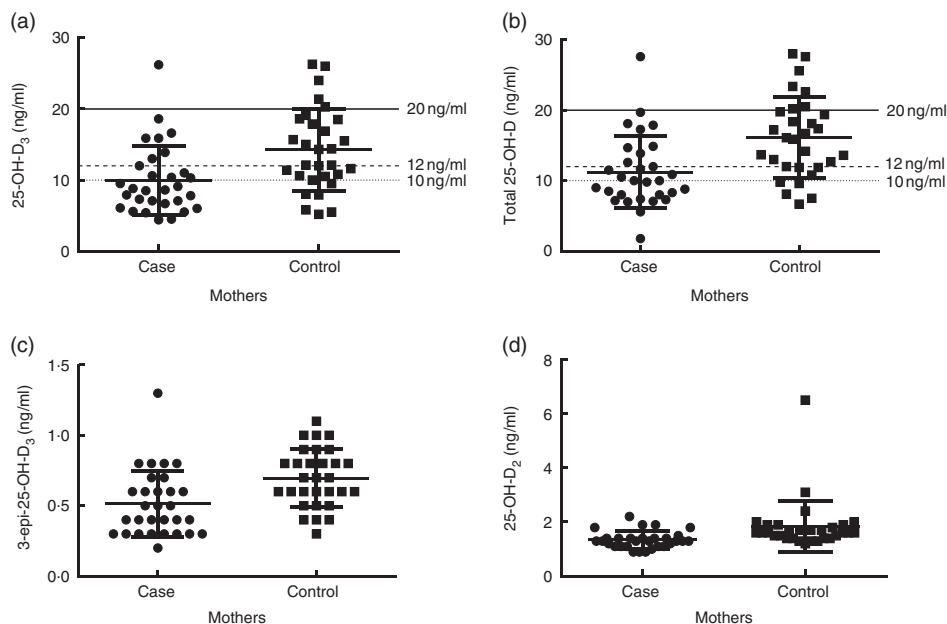 (a)
25-OH-D3 (ng/ml)
30
20
10
0
20 ng/ml
12 ng/ml
10 ng/ml
Case
Control
Mothers
(b)
Total 25-OH-D (ng/ml)
30
20
10
0
20 ng/ml
12 ng/ml
10 ng/ml
Case
Control
Mothers
(c)
3-epi-25-OH-D3 (ng/ml)
1·5
1·0
0·5
0·0
Case
Control
Mothers
(d)
25-OH-D2 (ng/ml)
8
6
4
2
0
Case
Control
Mothers